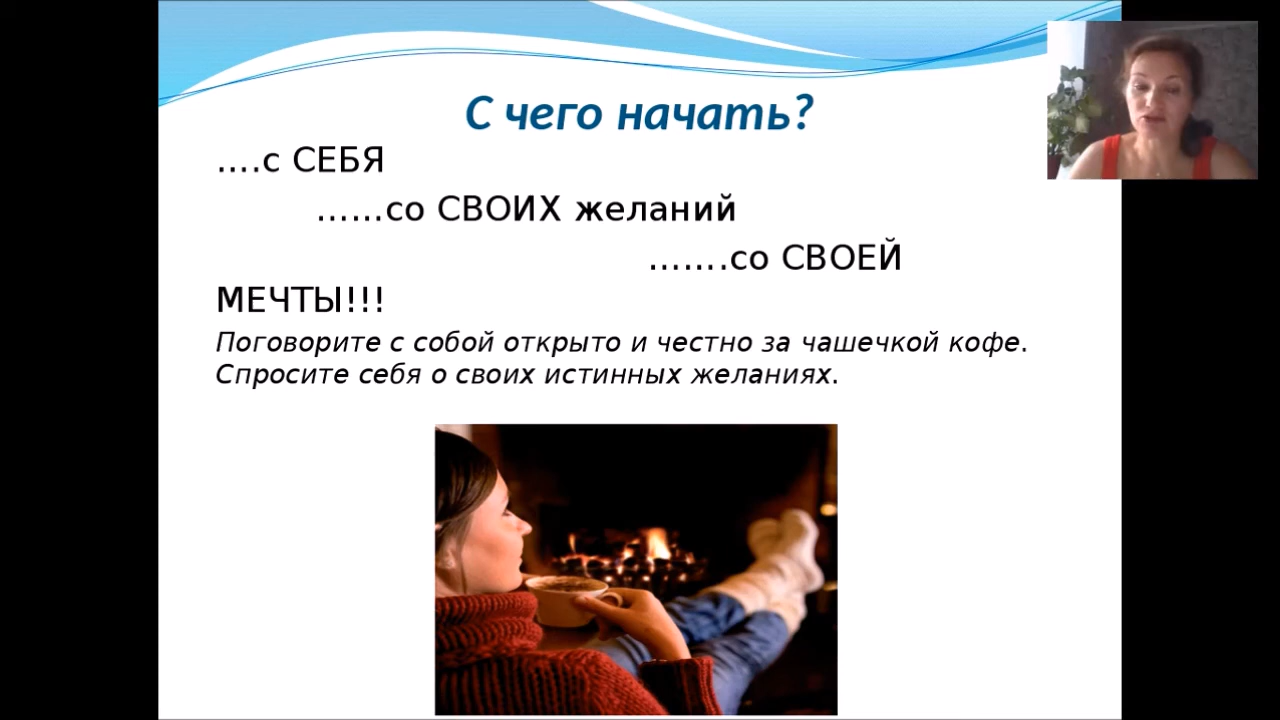 С чего начать?
….с СЕБЯ
……со СВОИХ желаний
…….со СВОЕЙ
МЕЧТЫ!!!
Поговорите с собой открыто и честно за чашечкой кофе.
Спросите себя о своих истинных желаниях.